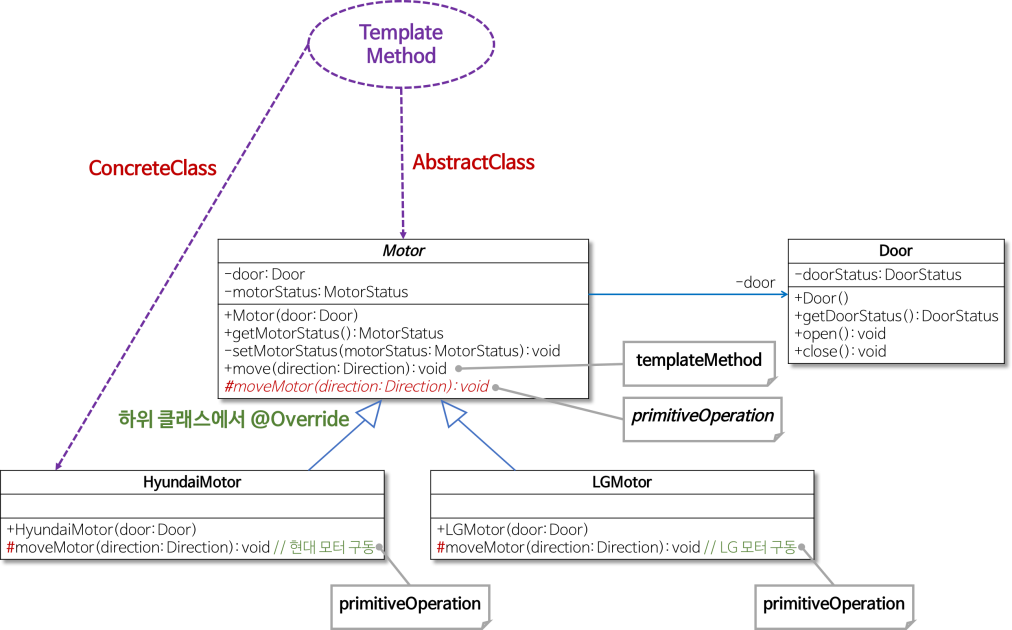 Template
Method
ConcreteClass
AbstractClass
Motor
-door: Door
-motorStatus: MotorStatus
+Motor(door: Door)
+getMotorStatus(): MotorStatus
-setMotorStatus(motorStatus: MotorStatus): void
+move(direction: Direction): void
#moveMotor(direction: Direction): void
-door
Door
-doorStatus: DoorStatus
+Door()
+getDoorStatus(): DoorStatus
+open(): void
+close(): void
templateMethod
primitiveOperation
하위 클래스에서 @Override
HyundaiMotor
+HyundaiMotor(door: Door)
#moveMotor(direction: Direction): void // 현대 모터 구동
primitiveOperation
LGMotor
+LGMotor(door: Door)
#moveMotor(direction: Direction): void // LG 모터 구동
primitiveOperation